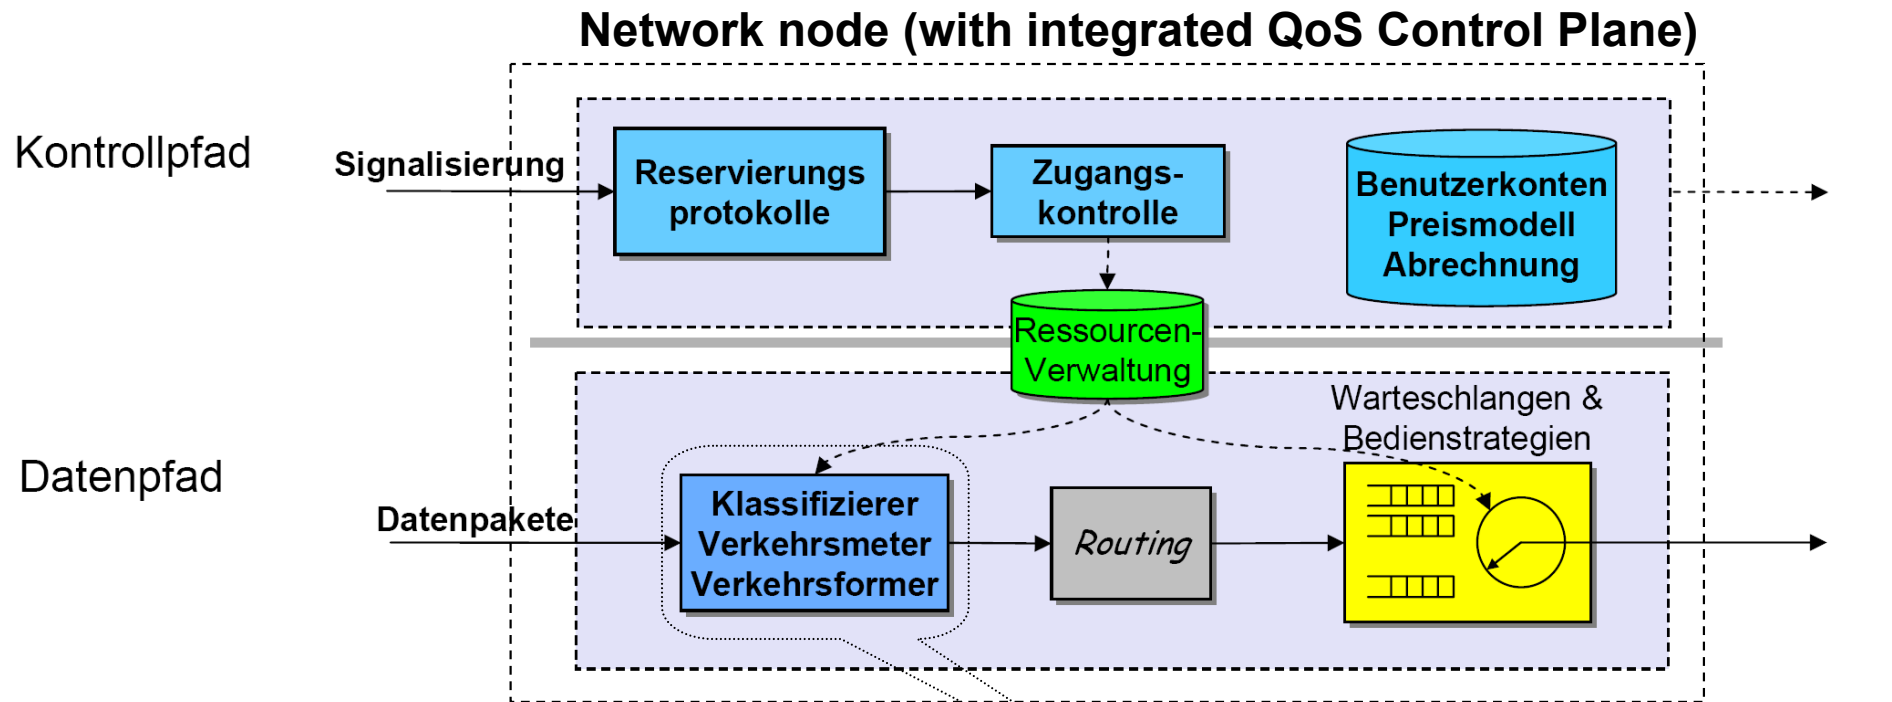 Network node (with integrated QoS Control Plane)
Kontrollpfad
Signalisierung
Reservierungs
protokolle
Zugangs-
kontrolle
Benutzerkonten
Preismodell
Abrechnung
Ressourcen-
Verwaltung
Warteschlangen &
Bedienstrategien
Datenpfad
Datenpakete
Klassifizierer
Verkehrsmeter
Verkehrsformer
Routing